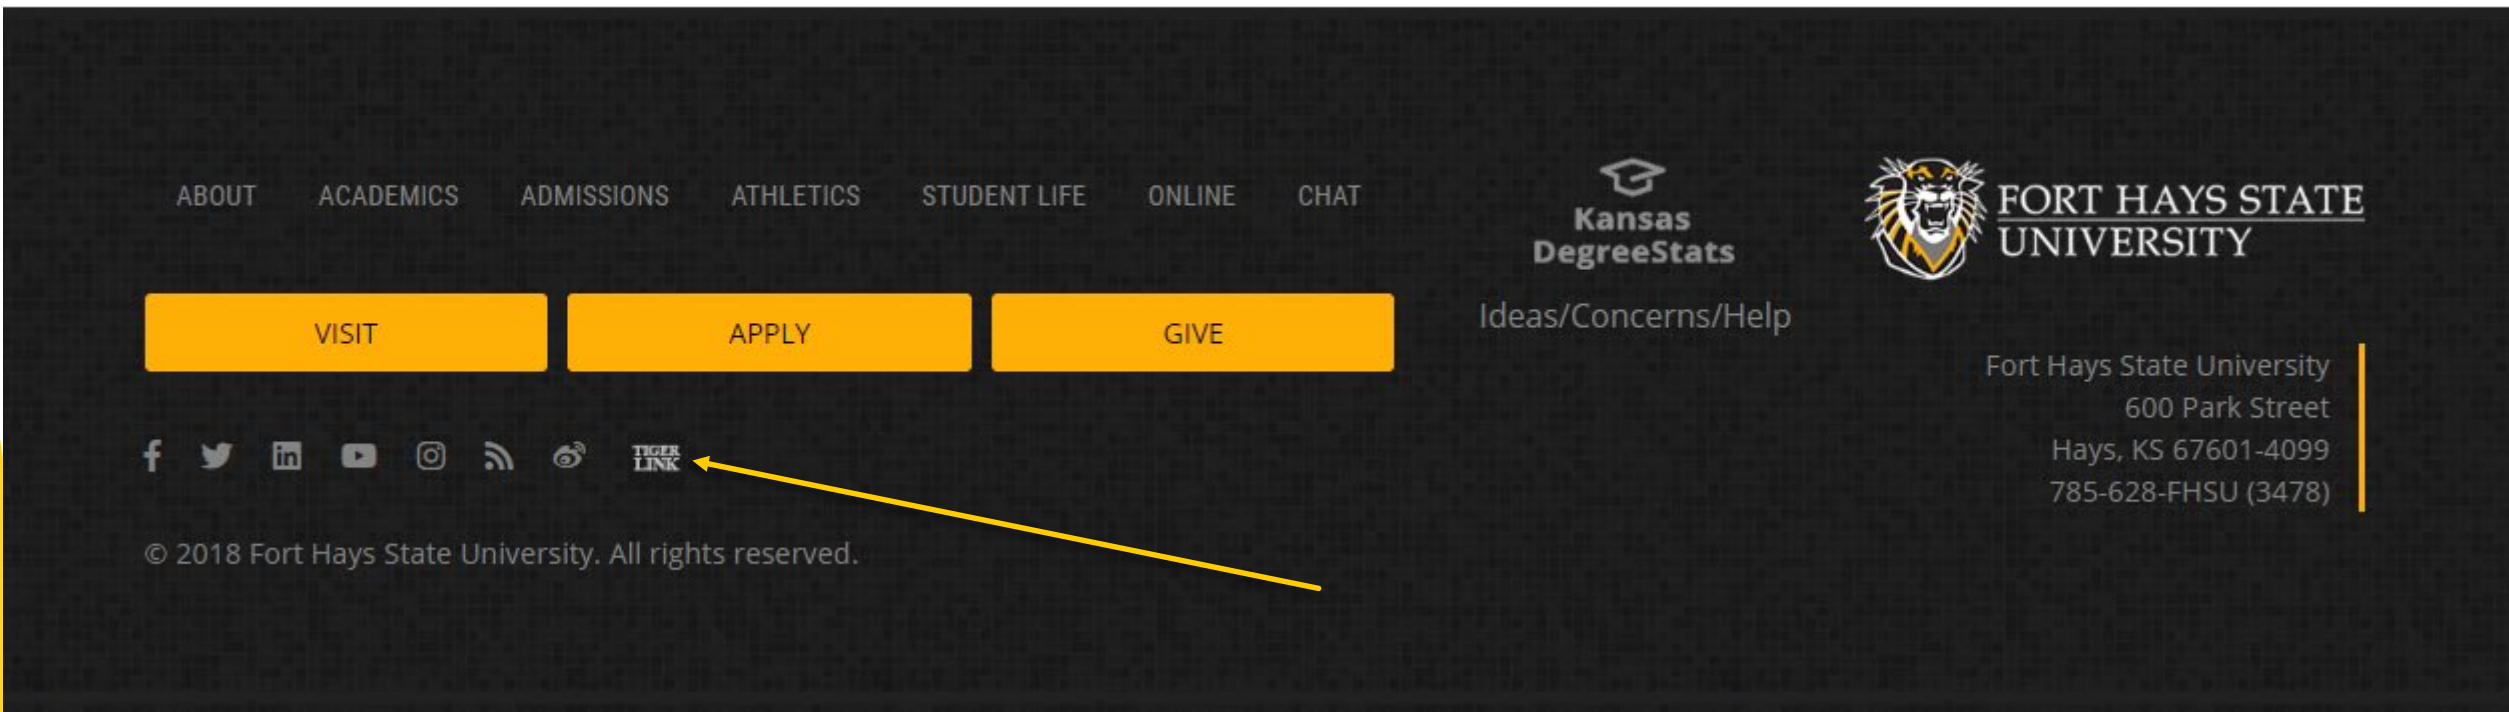 ABOUT ACADEMICS ADMISSIONS ATHLETICS STUDENT LIFE ONLINE CHAT
VISIT APPLY GIVE
TIGER
LINK
© 2018 Fort Hays State University. All rights reserved.
Kansas
DegreeStats
Ideas/Concerns/Help
FORT HAYS STATE
UNIVERSITY
Fort Hays State University
600 Park Street
Hays, KS 67601-4099
785-628-FHSU (3478)